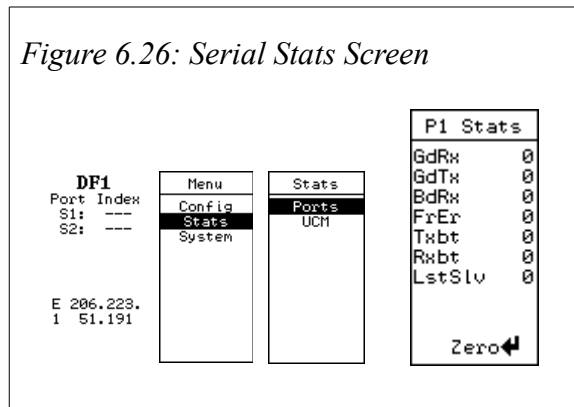 Figure 6.26: Serial Stats Screen
DF1
Port Index
S1: ---
S2: ---
E 206.223.
1 51.191
Menu
Config
Stats
System
Stats
Ports
UCM
P1 Stats
GdRx 0
GdTx 0
BdRx 0
FrEr 0
Txbt 0
Rxbt 0
LstSlv 0
Zero↵